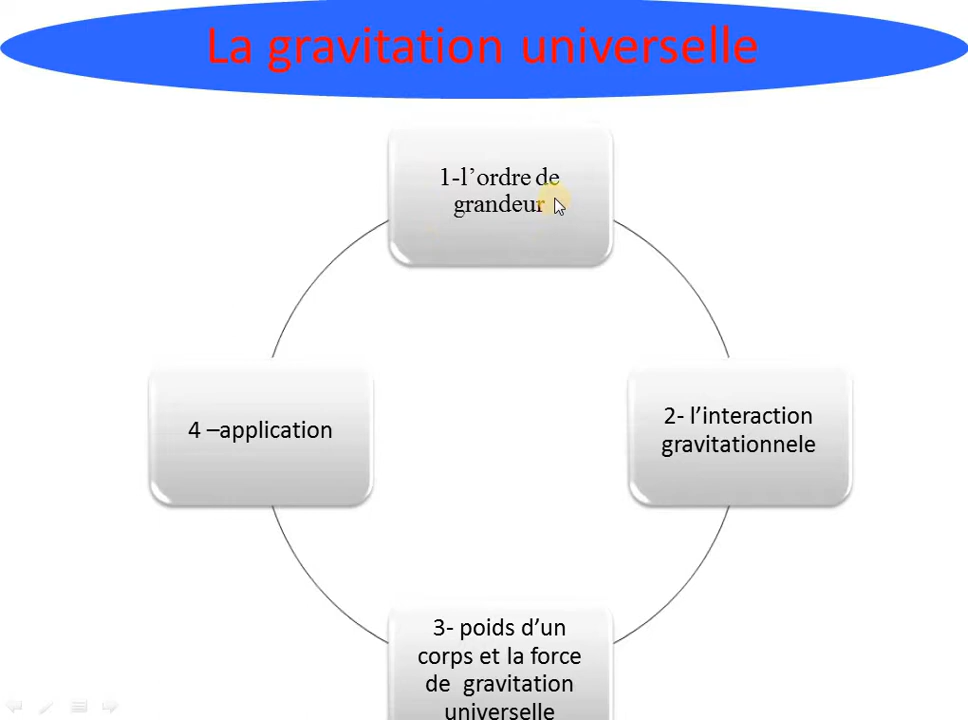 La gravitation universelle
1-l’ordre de
grandeur
2- l’interaction
gravitationnele
3- poids d’un
corps et la force
de gravitation
universelle
4 –application